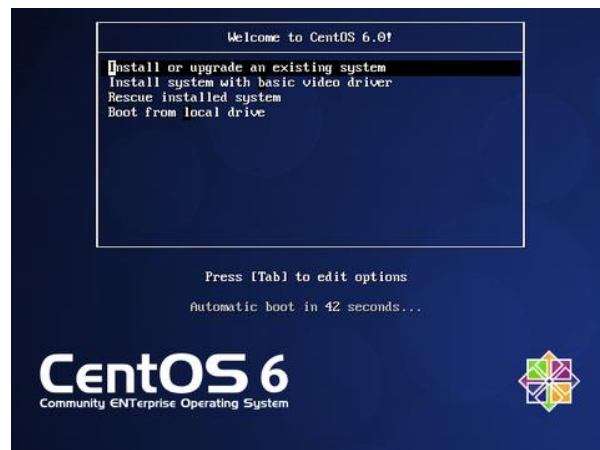 Welcome to CentOS 6.0!
Install or upgrade an existing system
Install system with basic video driver
Rescue installed system
Boot from local drive
Press [Tab] to edit options
Automatic boot in 42 seconds...
CentOS 6
Community ENTerprise Operating System